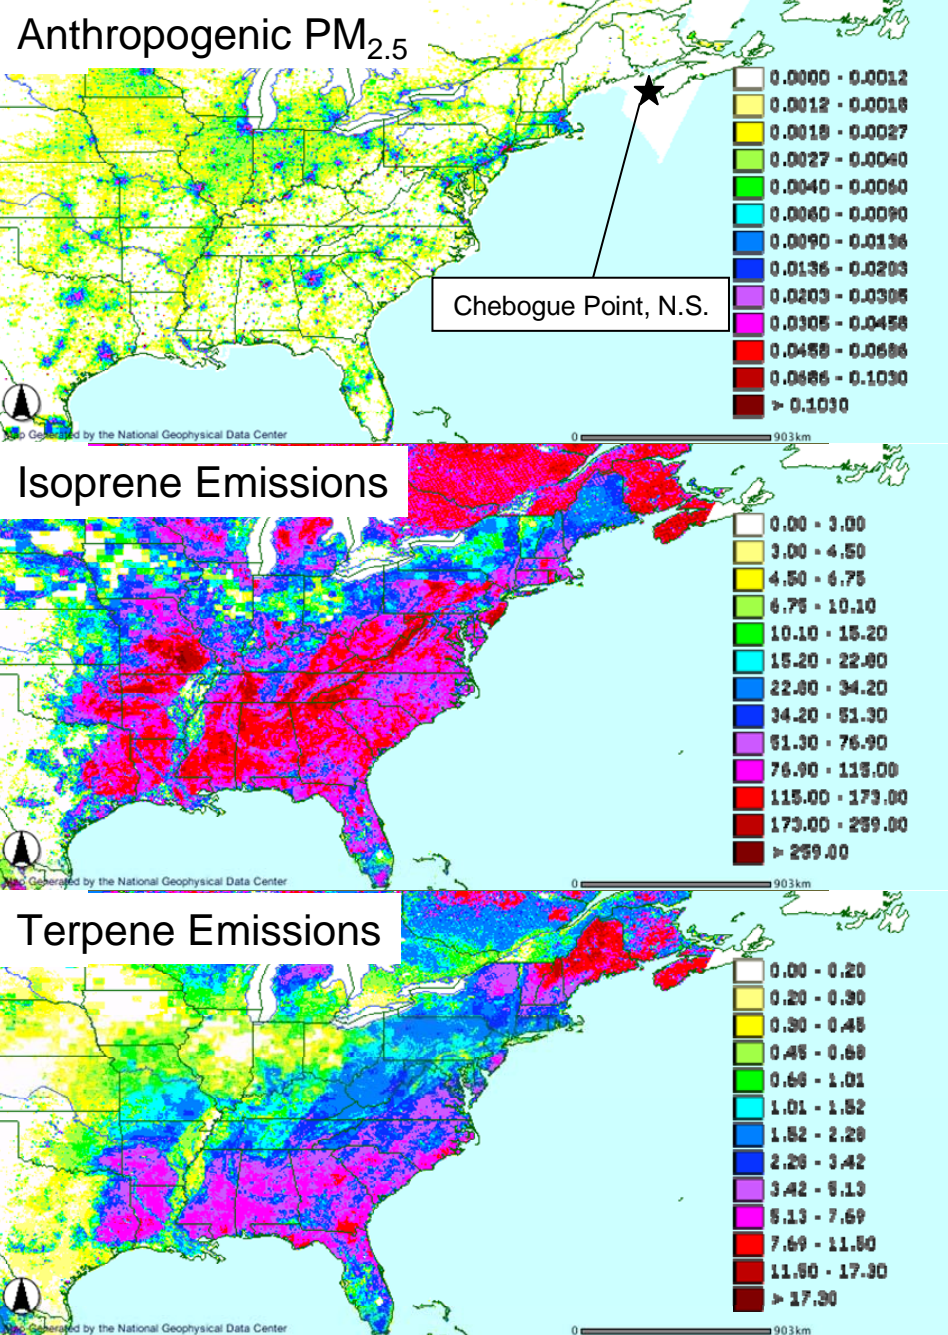 Anthropogenic PM2.5
0.0000 - 0.0012
0.0012 - 0.0018
0.0018 - 0.0027
0.0027 - 0.0040
0.0040 - 0.0060
0.0060 - 0.0090
0.0090 - 0.0136
0.0136 - 0.0203
0.0203 - 0.0305
0.0305 - 0.0458
0.0458 - 0.0686
0.0686 - 0.1030
> 0.1030
Chebogue Point, N.S.
Map Generated by the National Geophysical Data Center
0 903km
Isoprene Emissions
0.00 - 3.00
3.00 - 4.50
4.50 - 6.75
6.75 - 10.10
10.10 - 15.20
15.20 - 22.80
22.80 - 34.20
34.20 - 51.30
51.30 - 76.90
76.90 - 115.00
115.00 - 173.00
173.00 - 259.00
> 259.00
Map Generated by the National Geophysical Data Center
0 903km
Terpene Emissions
0.00 - 0.20
0.20 - 0.30
0.30 - 0.45
0.45 - 0.68
0.68 - 1.01
1.01 - 1.52
1.52 - 2.28
2.28 - 3.42
3.42 - 5.13
5.13 - 7.69
7.69 - 11.50
11.50 - 17.30
> 17.30
Map Generated by the National Geophysical Data Center
0 903km